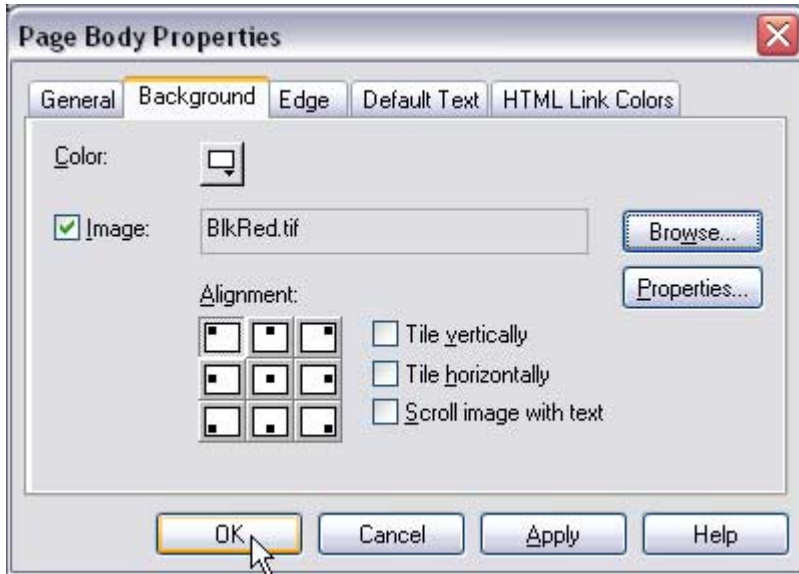 Page Body Properties
General Background Edge Default Text HTML Link Colors
Color:
Image: BlkRed.tif Browse...
Properties...
Alignment:
Tile vertically
Tile horizontally
Scroll image with text
OK Cancel Apply Help